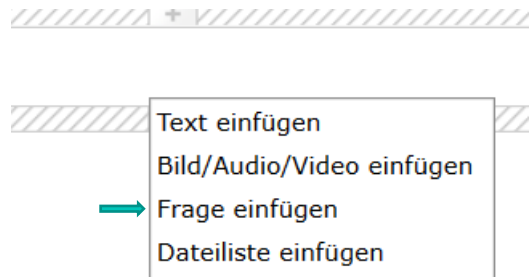 +
Text einfügen
Bild/Audio/Video einfügen
Frage einfügen
Dateiliste einfügen